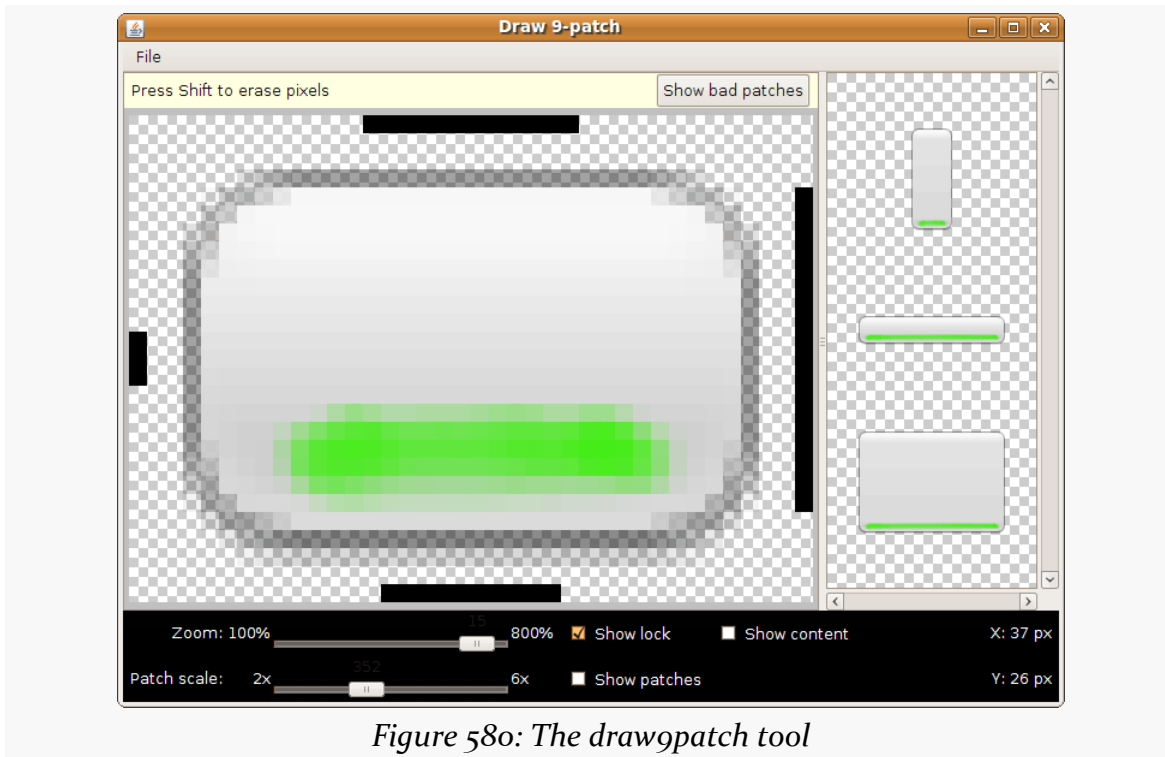 Draw 9-patch
File
Press Shift to erase pixels
Show bad patches
15
Zoom: 100%
800%
Show lock
Show content
X: 37 px
352
Patch scale: 2x
6x
Show patches
Y: 26 px
Figure 580: The draw9patch tool